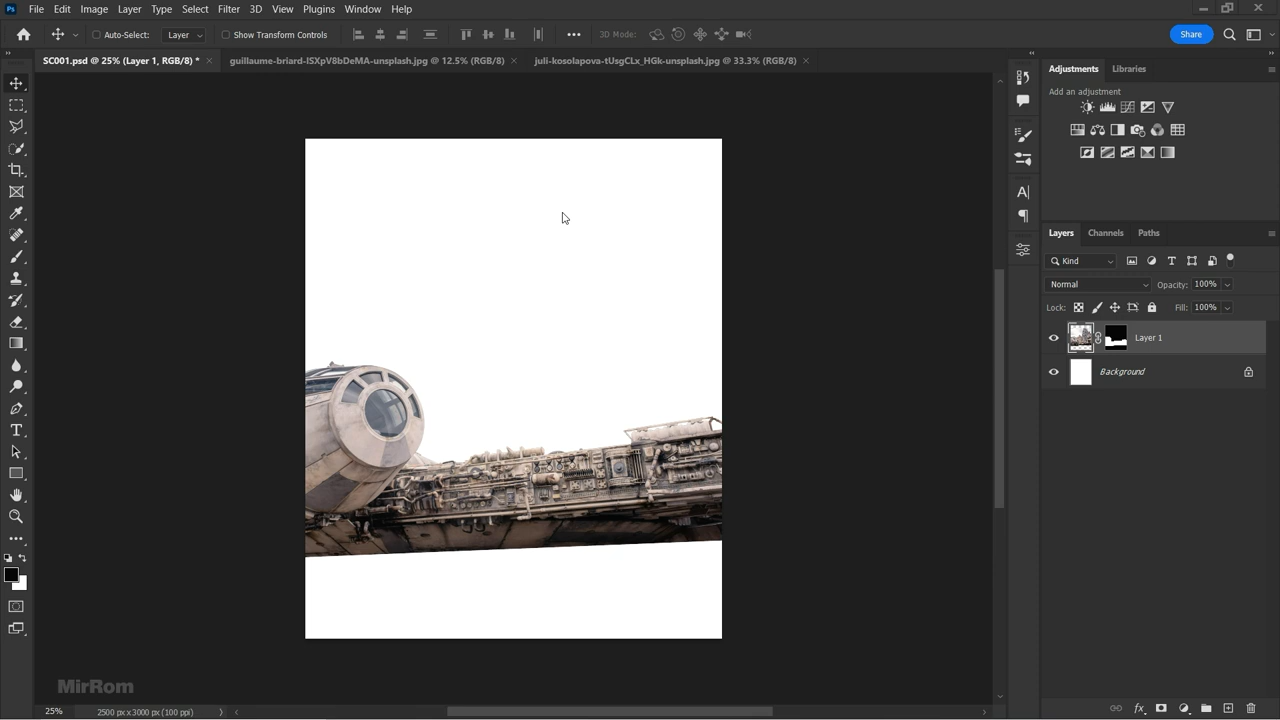 Ps File Edit Image Layer Type Select Filter 3D View Plugins Window Help
Auto-Select: Layer Show Transform Controls 3D Mode: Share
SC001.psd @ 25% (Layer 1, RGB/8) * guillaume-briard-lSXpV8bDeMA-unsplash.jpg @ 12.5% (RGB/8) juli-kosolapova-tUsgCLx_HGk-unsplash.jpg @ 33.3% (RGB/8)
Adjustments Libraries
Add an adjustment
Layers Channels Paths
Kind
Normal Opacity: 100%
Lock: Fill: 100%
Layer 1
Background
MirRom
25% 2500 px x 3000 px (100 ppi)